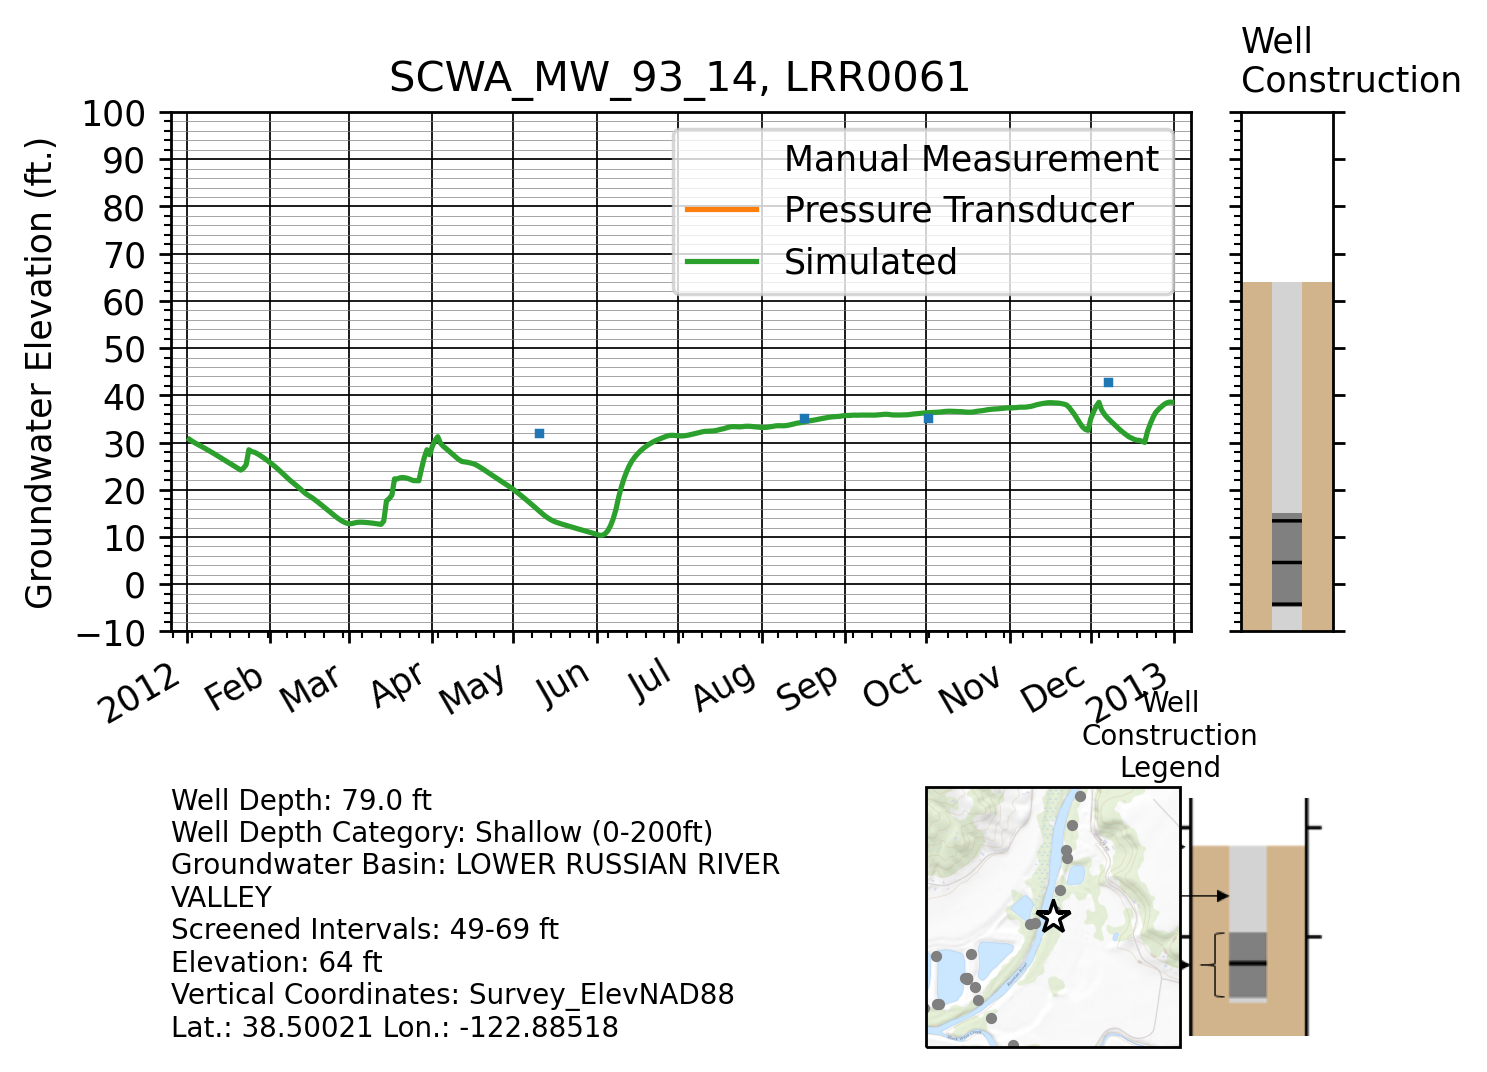 Well
Construction
SCWA_MW_93_14, LRR0061
Groundwater Elevation (ft.)
100
90
80
70
60
50
40
30
20
10
0
−10
Manual Measurement
Pressure Transducer
Simulated
2012
Feb
Mar
Apr
May
Jun
Jul
Aug
Sep
Oct
Nov
Dec
2013
Well
Construction
Legend
Well Depth: 79.0 ft
Well Depth Category: Shallow (0-200ft)
Groundwater Basin: LOWER RUSSIAN RIVER
VALLEY
Screened Intervals: 49-69 ft
Elevation: 64 ft
Vertical Coordinates: Survey_ElevNAD88
Lat.: 38.50021 Lon.: -122.88518